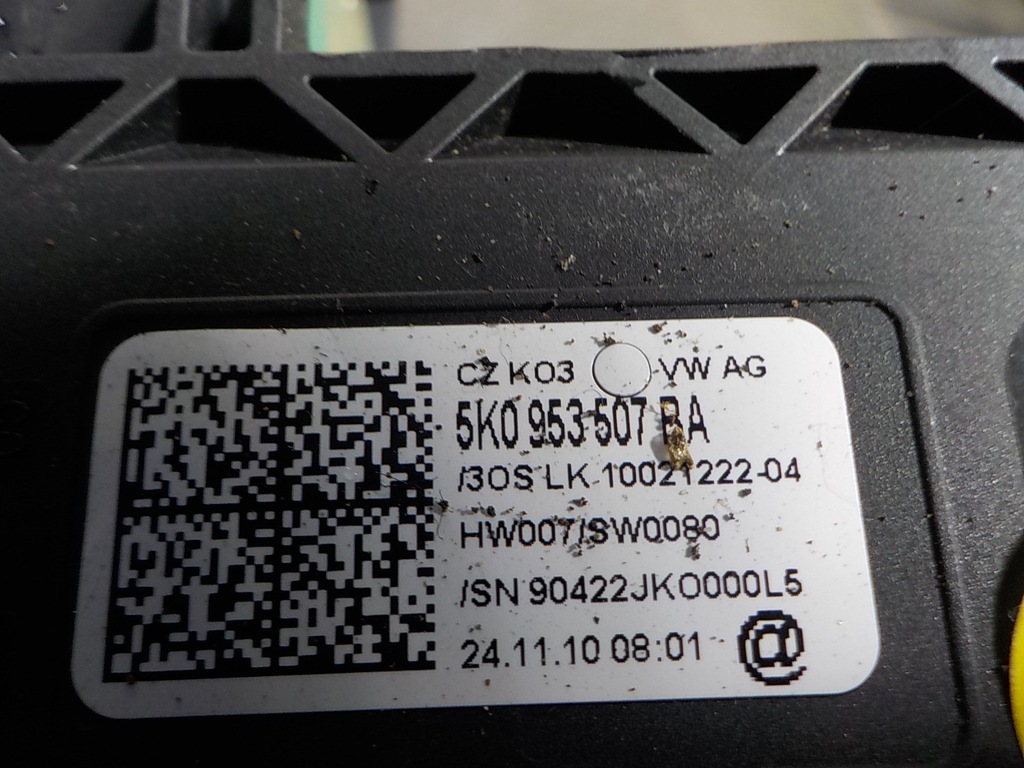 CZ K03 VW AG
5K0 953 507 BA
/3OS LK 10021222-04
HW007/SW0080
/SN 90422JK0000L5
24.11.10 08:01 @